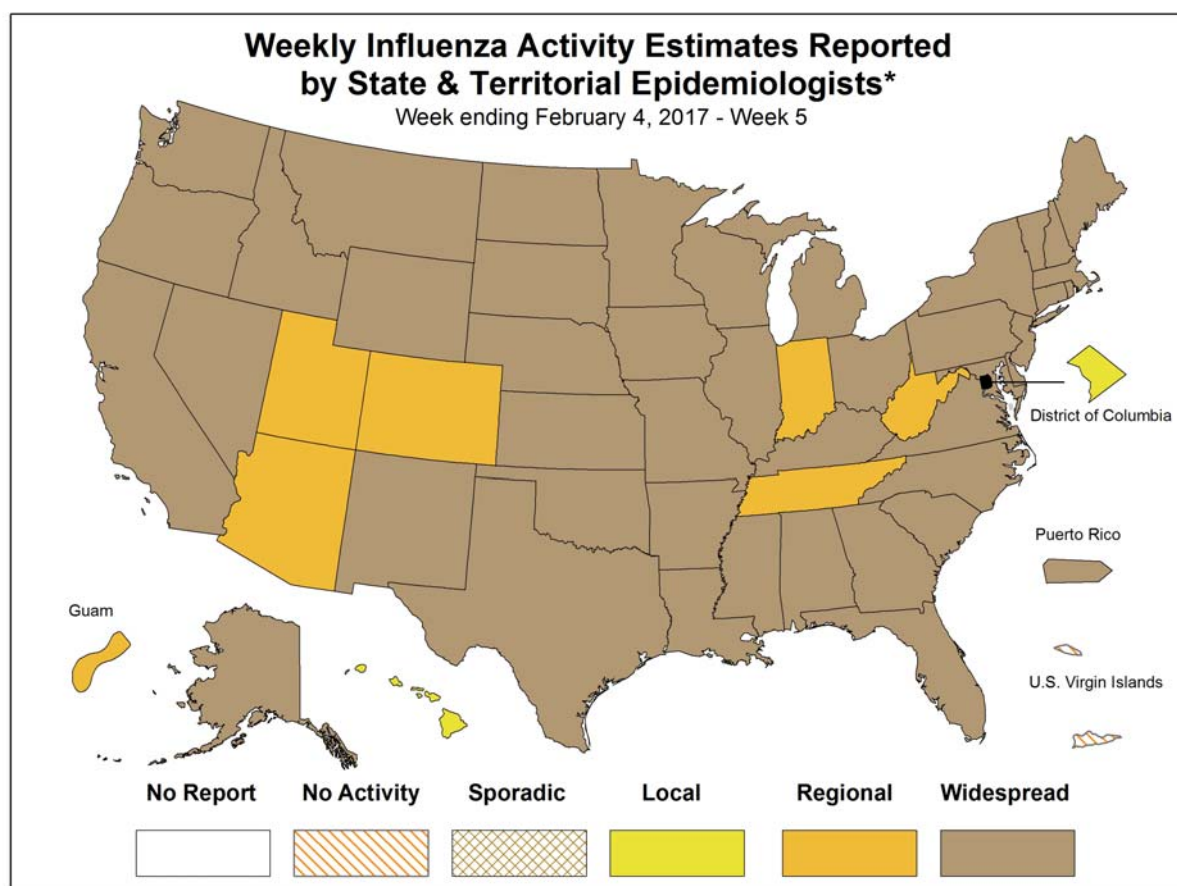 Weekly Influenza Activity Estimates Reported
by State & Territorial Epidemiologists*
Week ending February 4, 2017 - Week 5
District of Columbia
Puerto Rico
Guam
U.S. Virgin Islands
No Report
No Activity
Sporadic
Local
Regional
Widespread